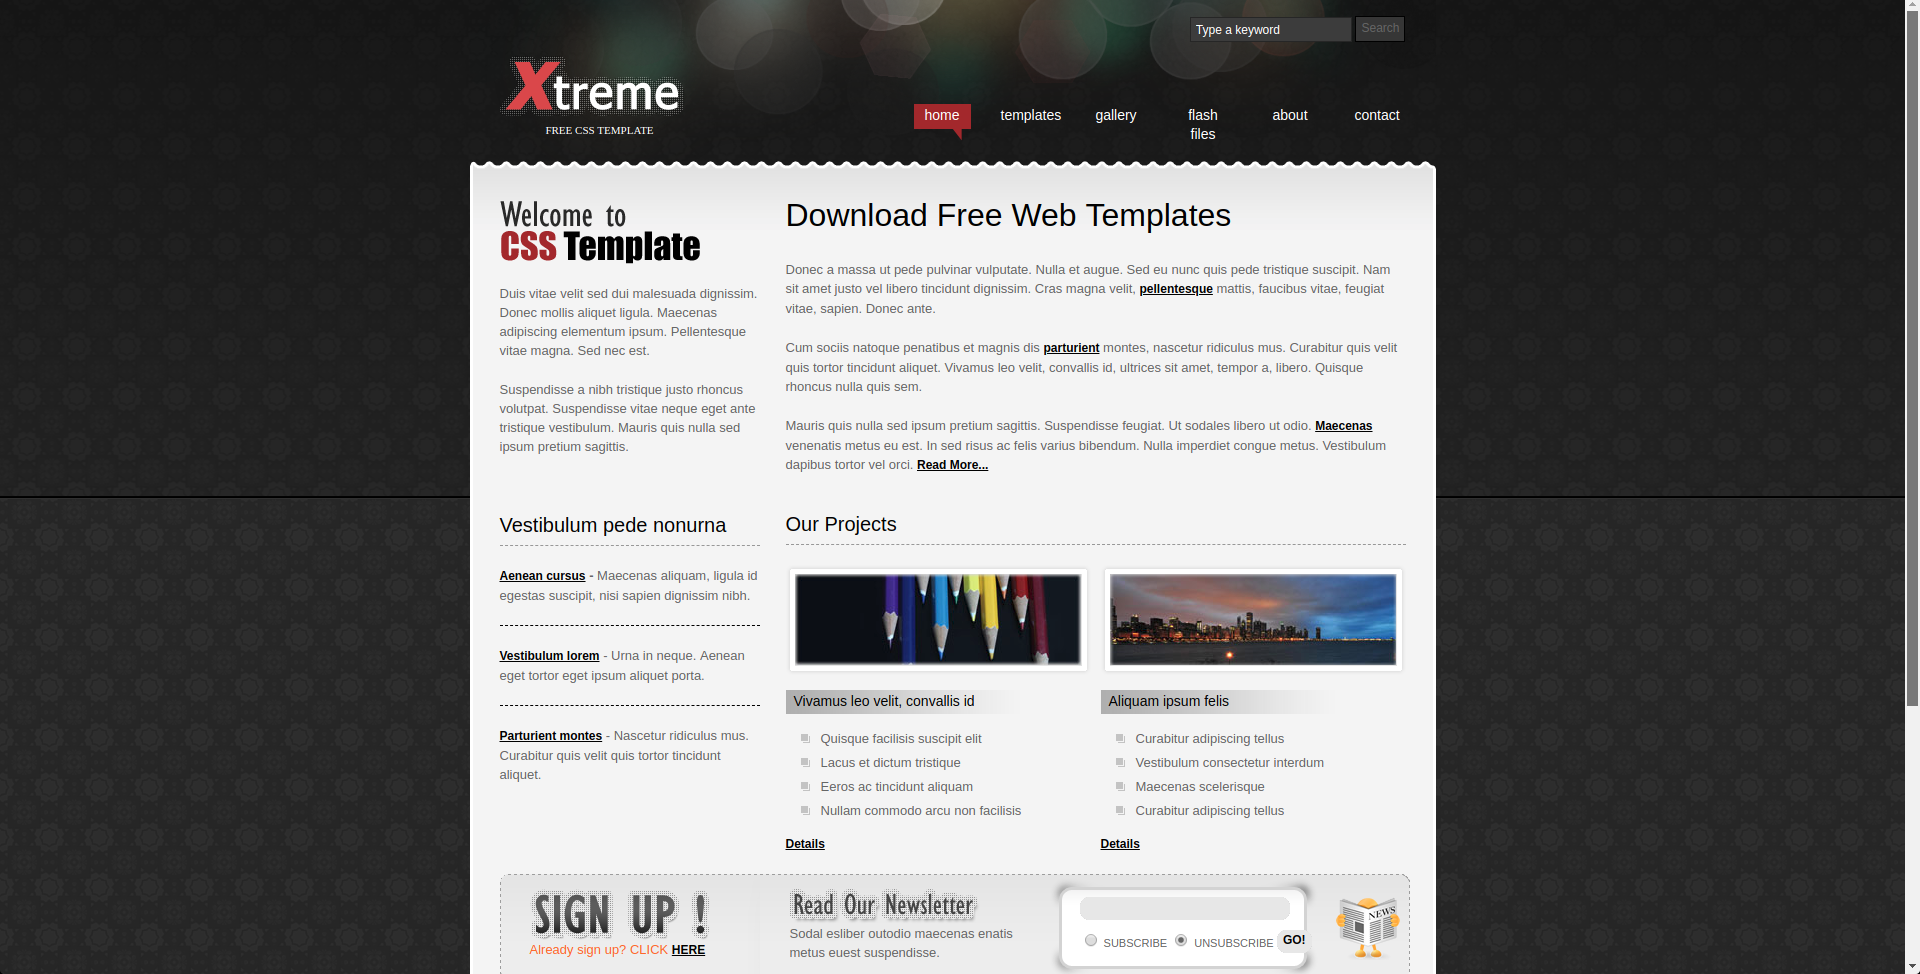 Type a keyword
Search
Xtreme
FREE CSS TEMPLATE
home
templates
gallery
flash
files
about
contact
Welcome to
CSS Template
Duis vitae velit sed dui malesuada dignissim.
Donec mollis aliquet ligula. Maecenas
adipiscing elementum ipsum. Pellentesque
vitae magna. Sed nec est.
Suspendisse a nibh tristique justo rhoncus
volutpat. Suspendisse vitae neque eget ante
tristique vestibulum. Mauris quis nulla sed
ipsum pretium sagittis.
Download Free Web Templates
Donec a massa ut pede pulvinar vulputate. Nulla et augue. Sed eu nunc quis pede tristique suscipit. Nam
sit amet justo vel libero tincidunt dignissim. Cras magna velit, pellentesque mattis, faucibus vitae, feugiat
vitae, sapien. Donec ante.
Cum sociis natoque penatibus et magnis dis parturient montes, nascetur ridiculus mus. Curabitur quis velit
quis tortor tincidunt aliquet. Vivamus leo velit, convallis id, ultrices sit amet, tempor a, libero. Quisque
rhoncus nulla quis sem.
Mauris quis nulla sed ipsum pretium sagittis. Suspendisse feugiat. Ut sodales libero ut odio. Maecenas
venenatis metus eu est. In sed risus ac felis varius bibendum. Nulla imperdiet congue metus. Vestibulum
dapibus tortor vel orci. Read More...
Vestibulum pede nonurna
Aenean cursus - Maecenas aliquam, ligula id
egestas suscipit, nisi sapien dignissim nibh.
Vestibulum lorem - Urna in neque. Aenean
eget tortor eget ipsum aliquet porta.
Parturient montes - Nascetur ridiculus mus.
Curabitur quis velit quis tortor tincidunt
aliquet.
Our Projects
Vivamus leo velit, convallis id
Quisque facilisis suscipit elit
Lacus et dictum tristique
Eeros ac tincidunt aliquam
Nullam commodo arcu non facilisis
Details
Aliquam ipsum felis
Curabitur adipiscing tellus
Vestibulum consectetur interdum
Maecenas scelerisque
Curabitur adipiscing tellus
Details
SIGN UP !
Already sign up? CLICK HERE
Read Our Newsletter
Sodal esliber outodio maecenas enatis
metus euest suspendisse.
SUBSCRIBE
UNSUBSCRIBE
GO!
NEWS